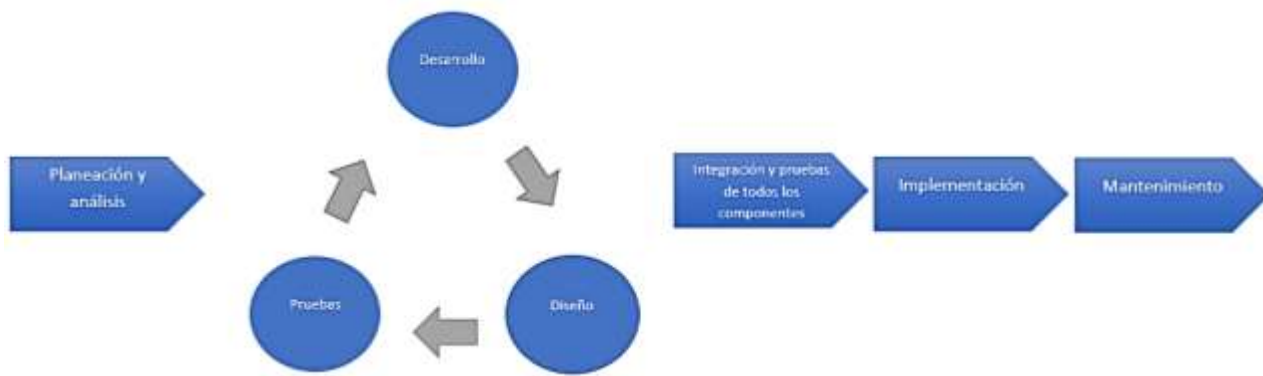 Desarrollo
Planeación y
análisis
Pruebas
Diseño
Integración y pruebas
de todos los
componentes
Implementación
Mantenimiento